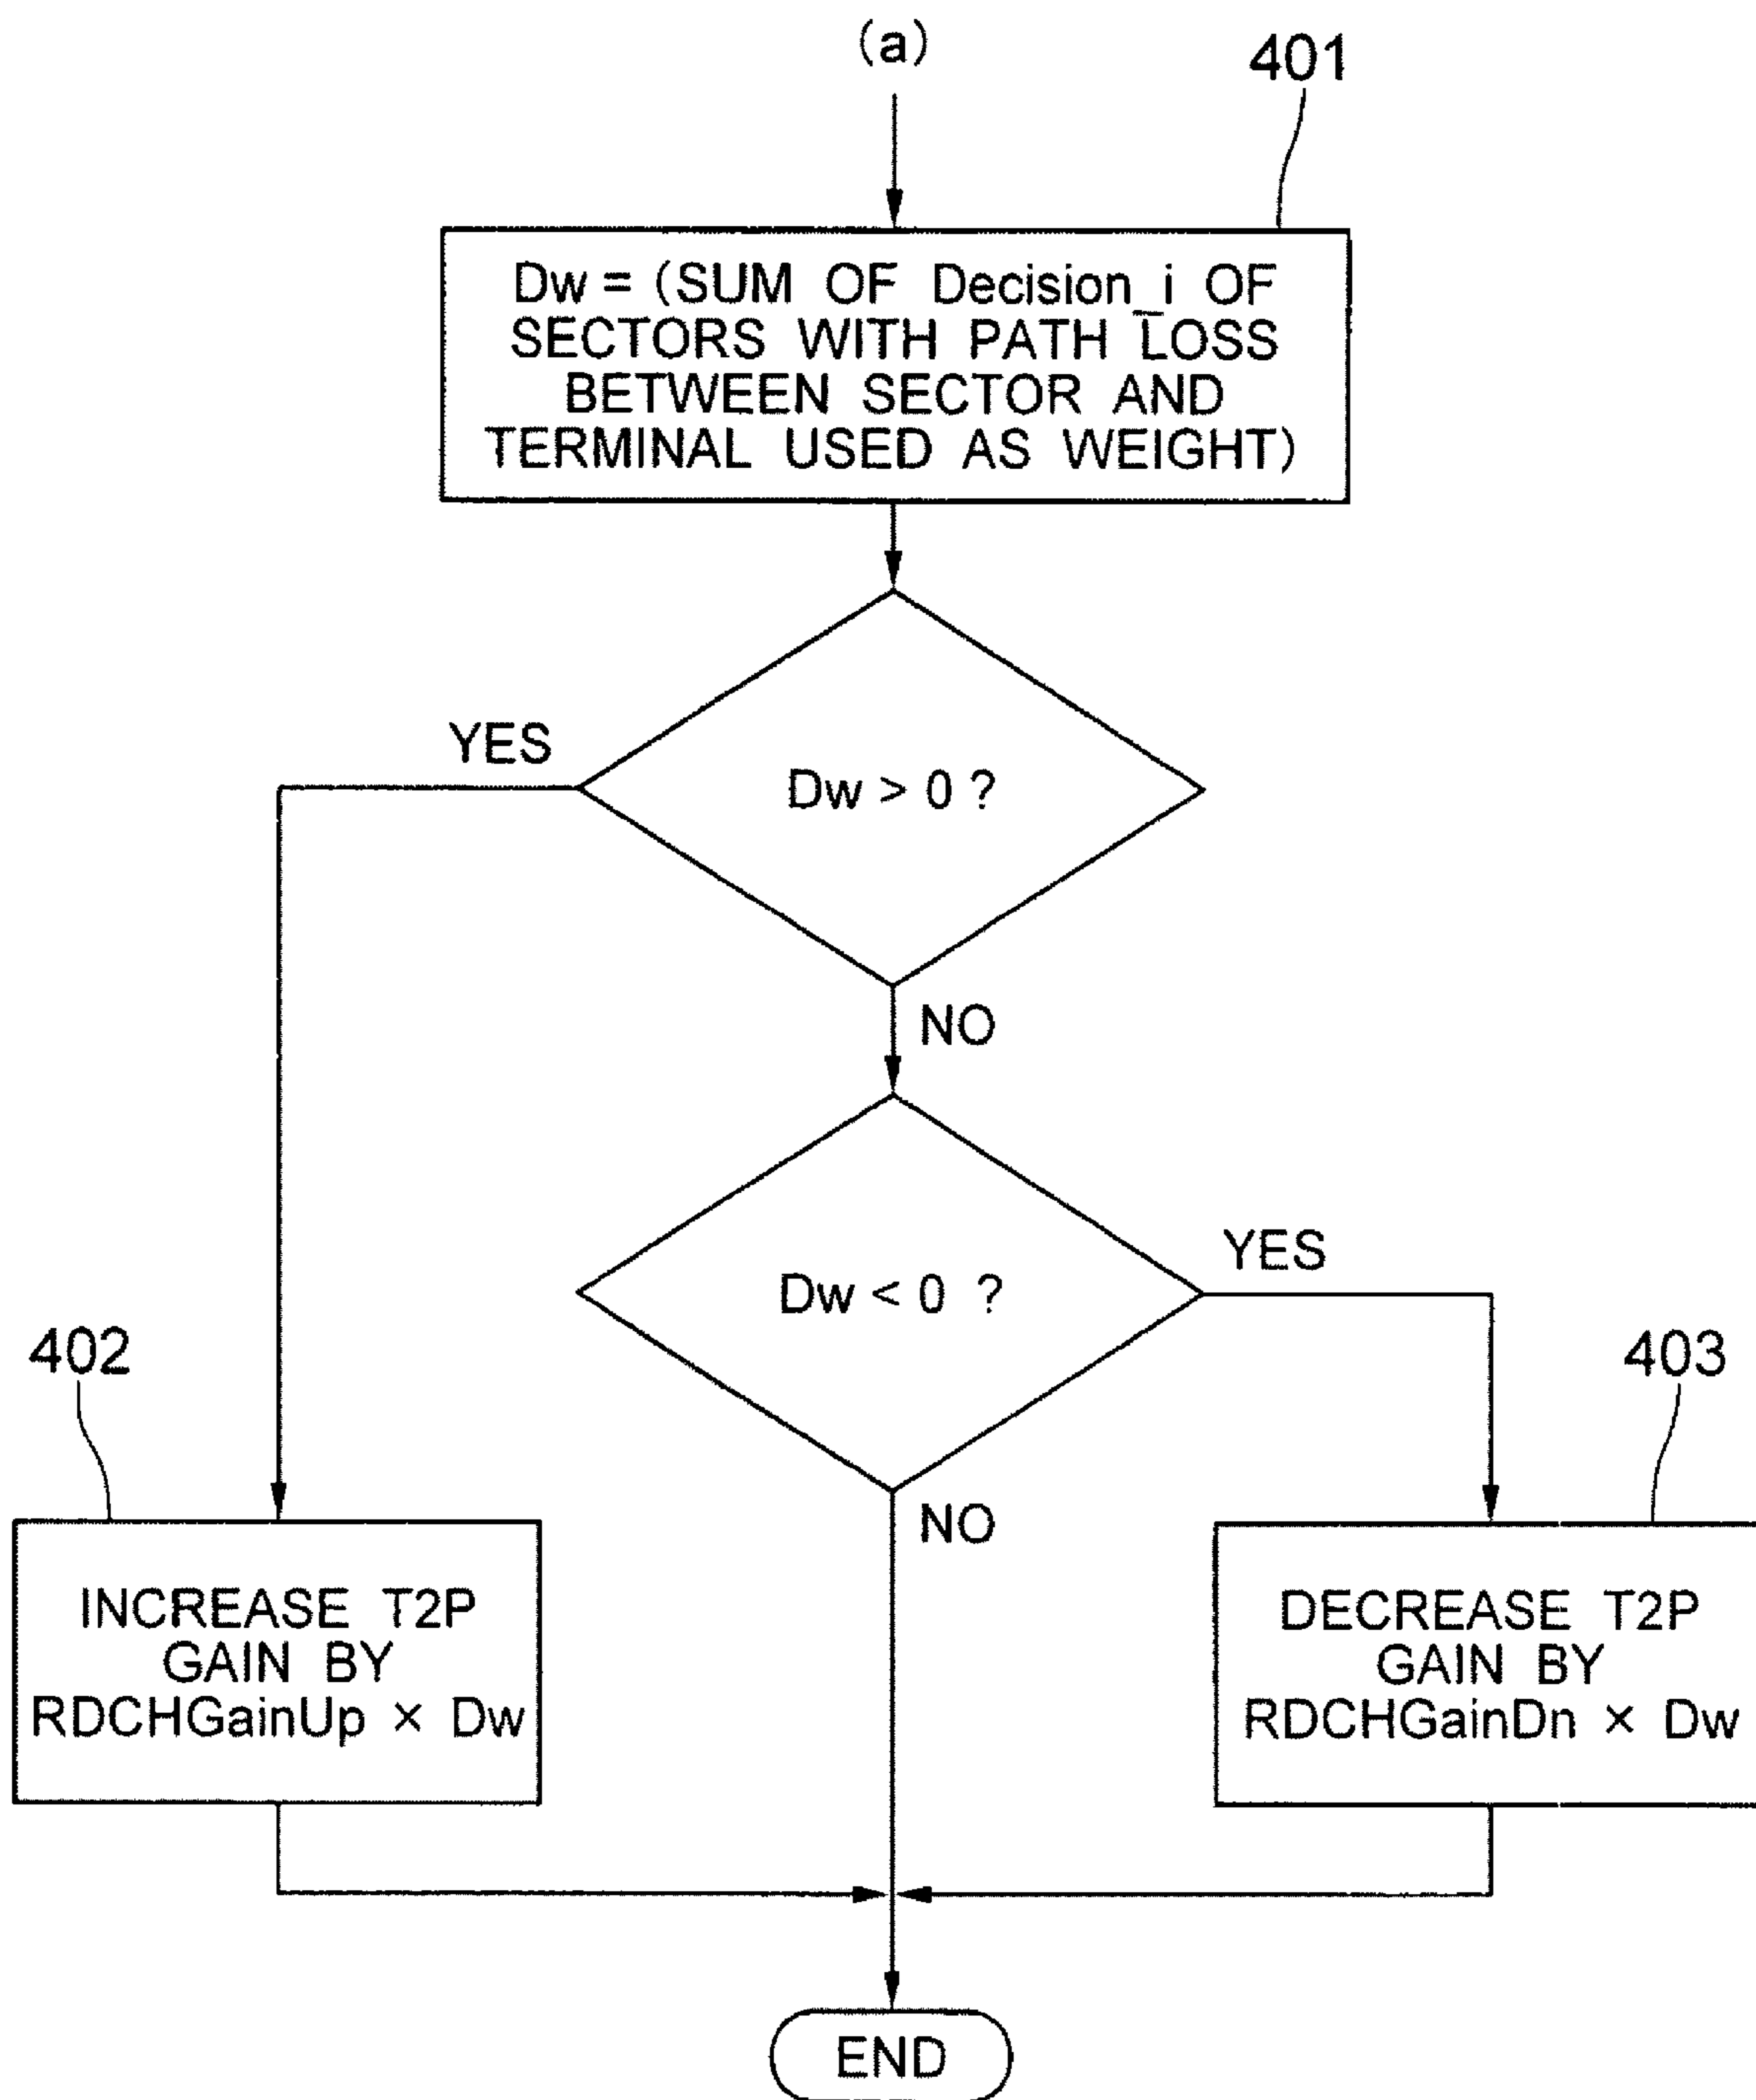 (a)
401
Dw = (SUM OF Decision_i OF
SECTORS WITH PATH LOSS
BETWEEN SECTOR AND
TERMINAL USED AS WEIGHT)
YES
Dw > 0 ?
NO
Dw < 0 ?
YES
402
403
NO
INCREASE T2P
GAIN BY
RDCHGainUp × Dw
DECREASE T2P
GAIN BY
RDCHGainDn × Dw
END